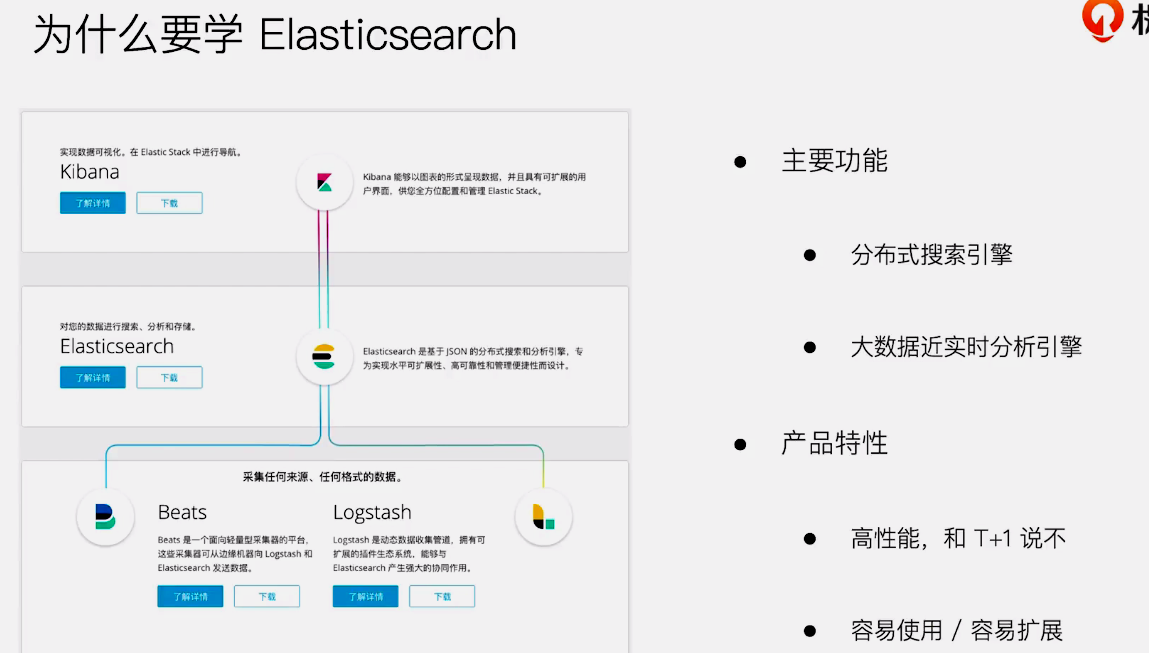 为什么要学 Elasticsearch
实现数据可视化。在 Elastic Stack 中进行导航。
Kibana
了解详情
下载
Kibana 能够以图表的形式呈现数据，并且具有可扩展的用
户界面，供您全方位配置和管理 Elastic Stack。
对您的数据进行搜索、分析和存储。
Elasticsearch
了解详情
下载
Elasticsearch 是基于 JSON 的分布式搜索和分析引擎，专
为实现水平可扩展性、高可靠性和管理便捷性而设计。
采集任何来源、任何格式的数据。
Beats
Beats 是一个面向轻量型采集器的平台，
这些采集器可从边缘机器向 Logstash 和
Elasticsearch 发送数据。
了解详情
下载
Logstash
Logstash 是动态数据收集管道，拥有可
扩展的插件生态系统，能够与
Elasticsearch 产生强大的协同作用。
了解详情
下载
主要功能
分布式搜索引擎
大数据近实时分析引擎
产品特性
高性能，和 T+1 说不
容易使用 / 容易扩展